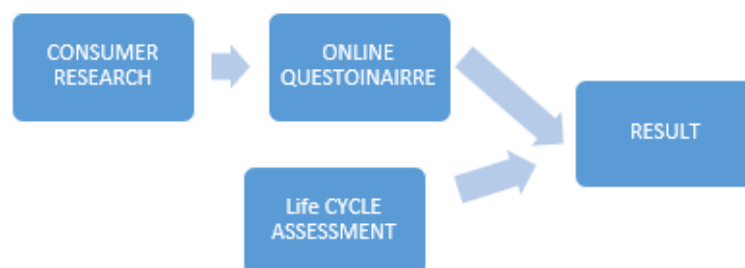 CONSUMER
RESEARCH
ONLINE
QUESTOINAIRRE
RESULT
Life CYCLE
ASSESSMENT